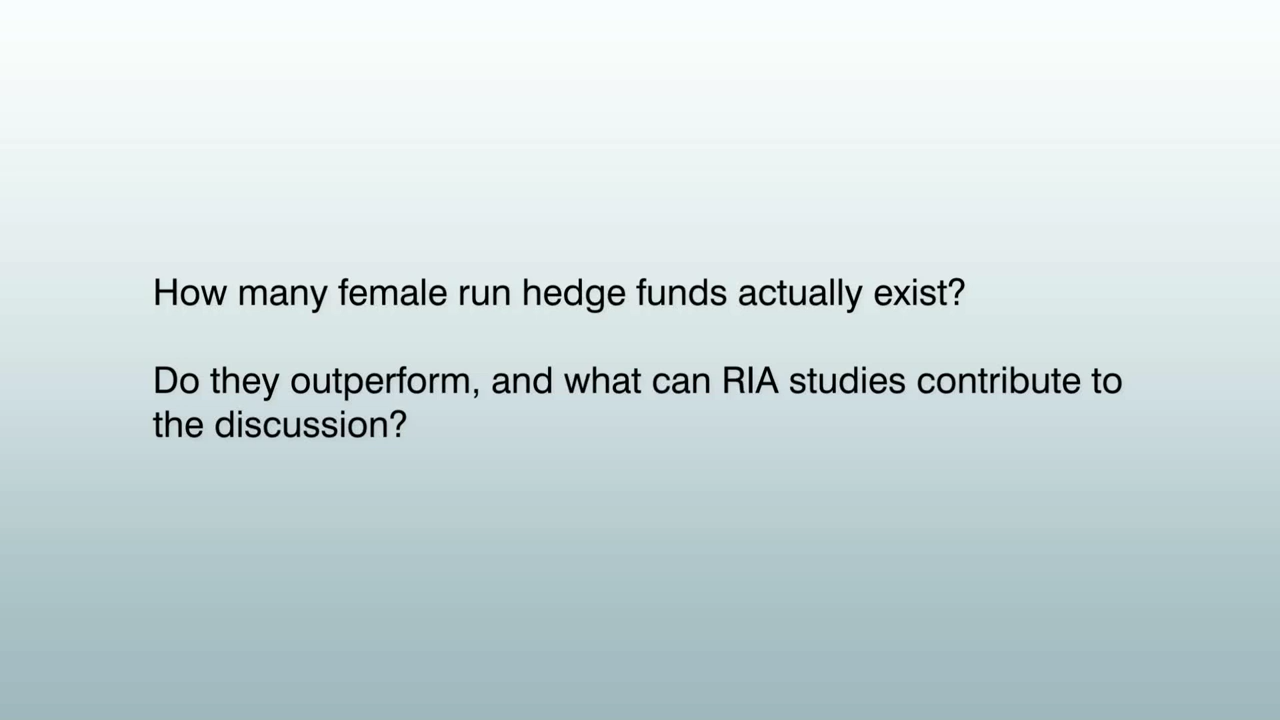 How many female run hedge funds actually exist?
Do they outperform, and what can RIA studies contribute to
the discussion?